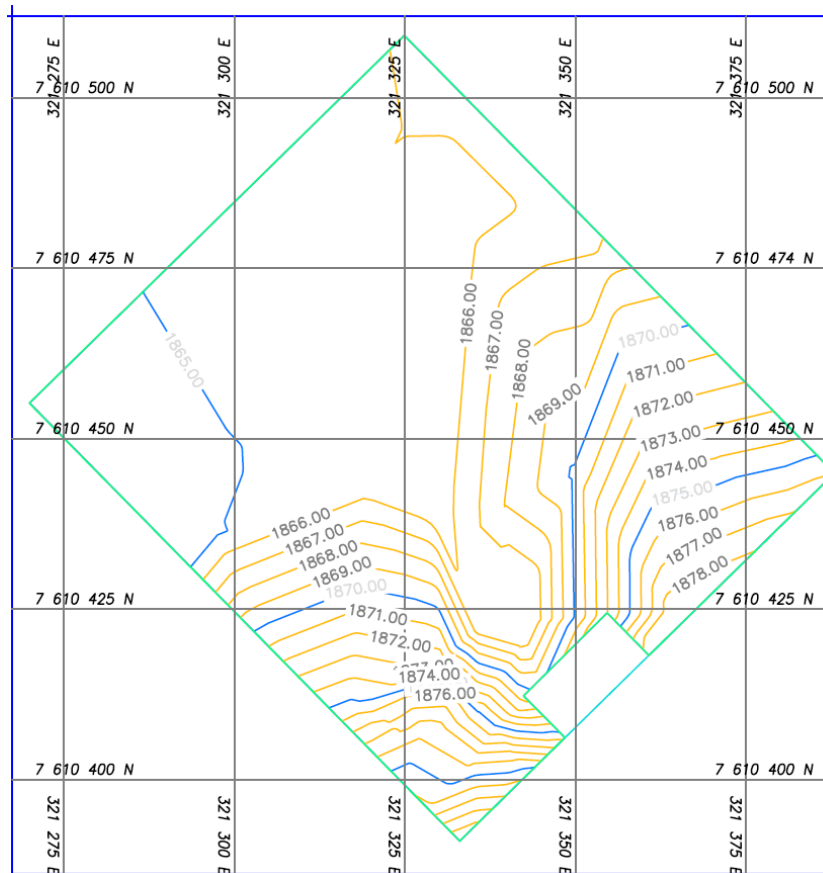 321 275 E
321 300 E
321 325 E
321 350 E
321 375 E
7 610 500 N
7 610 500 N
7 610 475 N
7 610 474 N
1866.00
1867.00
1868.00
1865.00
1870.00
1871.00
1869.00
1872.00
7 610 450 N
7 610 450 N
1873.00
1874.00
1875.00
1866.00
1867.00
1868.00
1869.00
1870.00
1876.00
1877.00
1878.00
7 610 425 N
7 610 425 N
1871.00
1872.00
1873.00
1874.00
1876.00
7 610 400 N
7 610 400 N
321 275 E
321 300 E
321 325 E
321 350 E
321 375 E